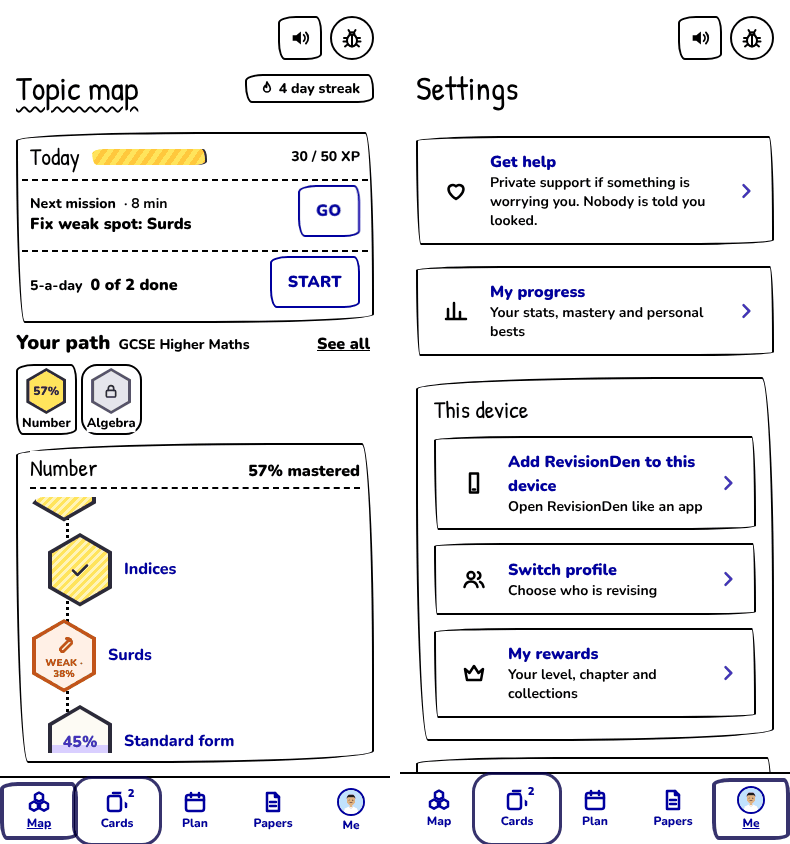 Topic map
4 day streak
Today
30 / 50 XP
Next mission · 8 min
Fix weak spot: Surds
GO
5-a-day 0 of 2 done
START
Your path GCSE Higher Maths
See all
57%
Number
Algebra
Number
57% mastered
Indices
WEAK ·
38%
Surds
45%
Standard form
Map
2
Cards
Plan
Papers
Me
Settings
Get help
Private support if something is
worrying you. Nobody is told you
looked.
My progress
Your stats, mastery and personal
bests
This device
Add RevisionDen to this
device
Open RevisionDen like an app
Switch profile
Choose who is revising
My rewards
Your level, chapter and
collections
Map
2
Cards
Plan
Papers
Me